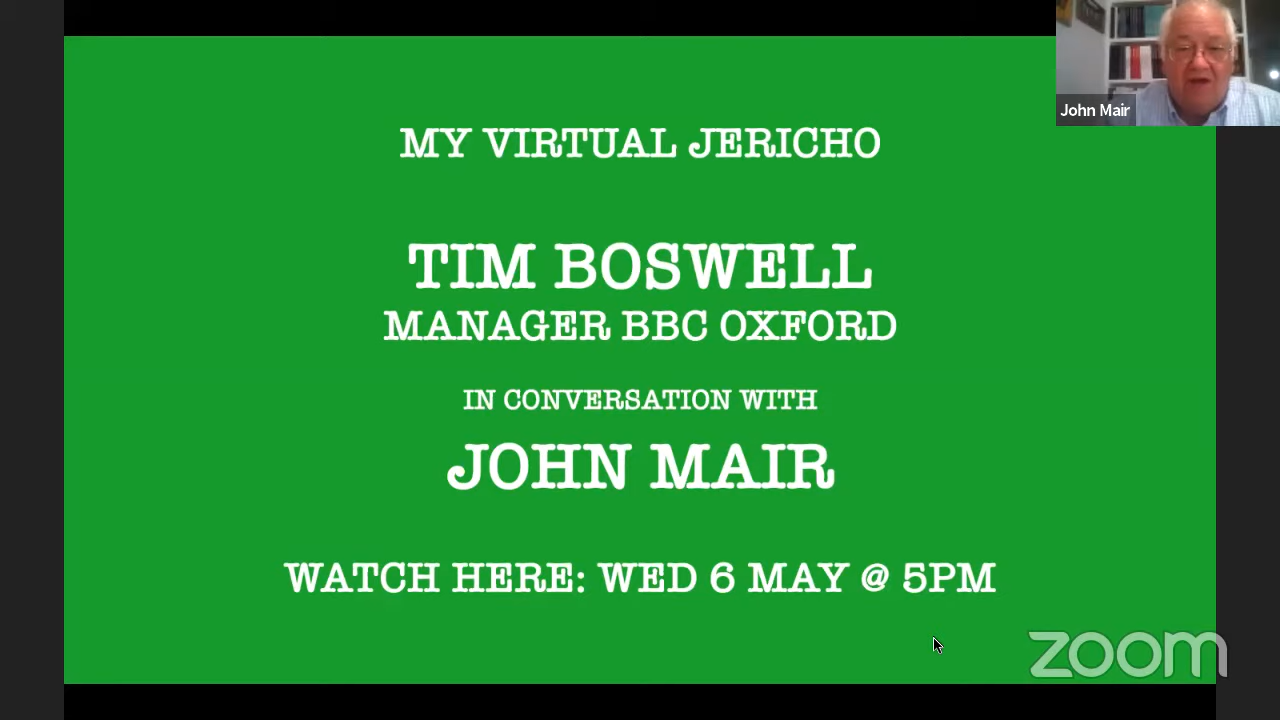 John Mair
MY VIRTUAL JERICHO
TIM BOSWELL
MANAGER BBC OXFORD
IN CONVERSATION WITH
JOHN MAIR
WATCH HERE: WED 6 MAY @ 5PM
zoom